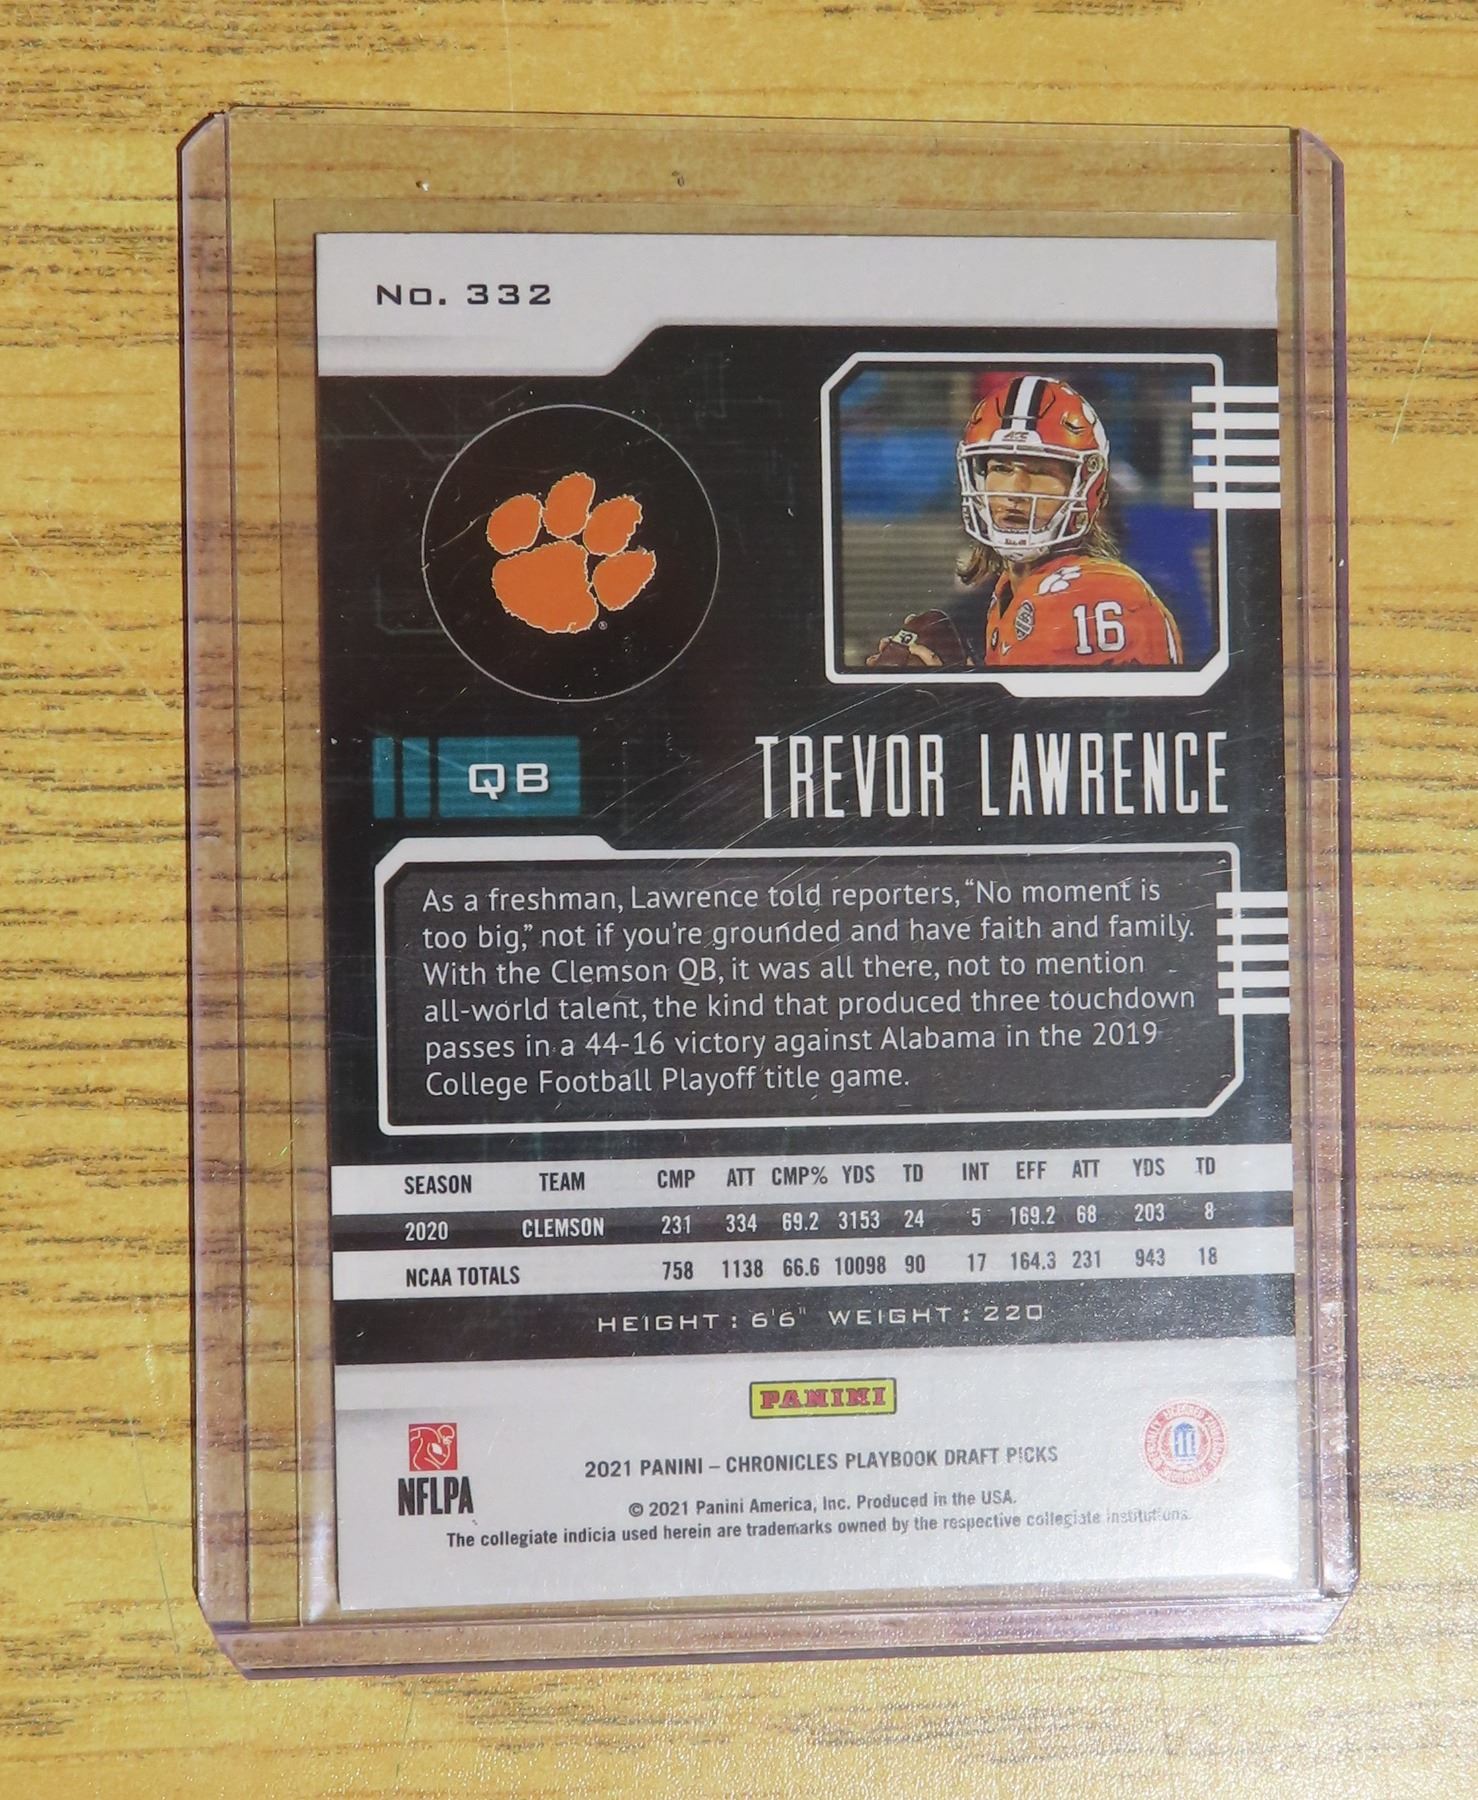 No. 332
16
QB
TREVOR LAWRENCE
As a freshman, Lawrence told reporters, “No moment is
too big,” not if you're grounded and have faith and family.
With the Clemson QB, it was all there, not to mention
all-world talent, the kind that produced three touchdown
passes in a 44-16 victory against Alabama in the 2019
College Football Playoff title game.
SEASON TEAM CMP ATT CMP% YDS TD INT EFF ATT YDS TD
2020 CLEMSON 231 334 69.2 3153 24 5 169.2 68 203 8
NCAA TOTALS 758 1138 66.6 10098 90 17 164.3 231 943 18
HEIGHT: 6'6" WEIGHT: 220
PANINI
NFLPA
2021 PANINI – CHRONICLES PLAYBOOK DRAFT PICKS
© 2021 Panini America, Inc. Produced in the USA.
The collegiate indicia used herein are trademarks owned by the respective collegiate institutions.